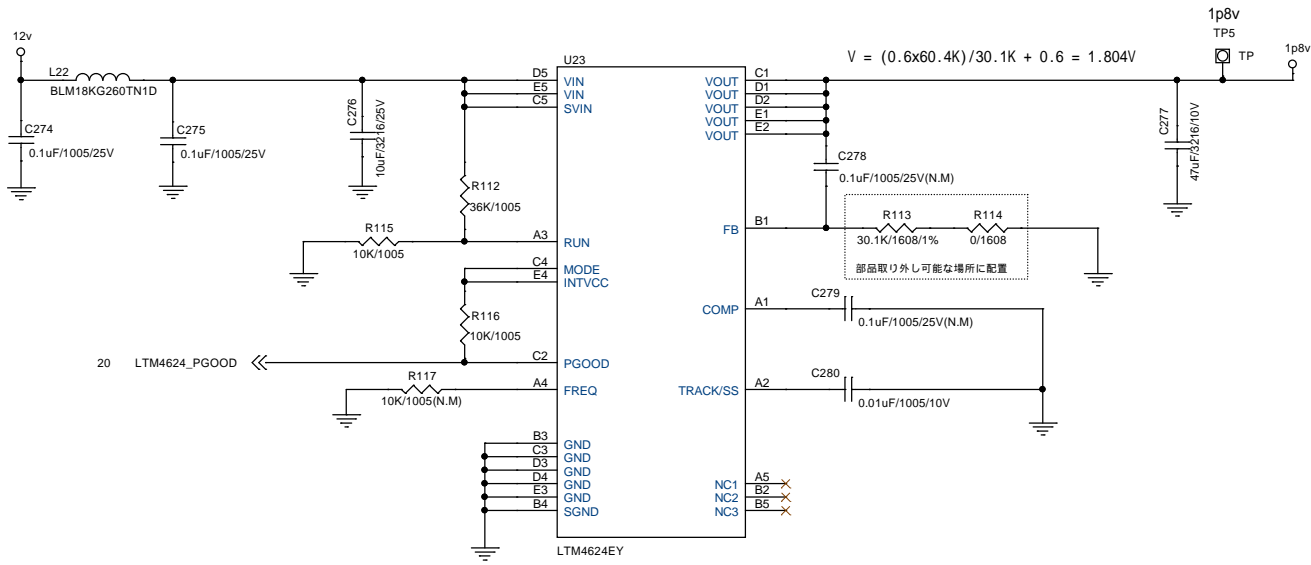 1p8v
TP5
TP
1p8v
12v
V = (0.6x60.4K)/30.1K + 0.6 = 1.804V
L22
BLM18KG260TN1D
C274
0.1uF/1005/25V
C275
0.1uF/1005/25V
C276
10uF/3216/25V
U23
D5
VIN
E5
VIN
C5
SVIN
VOUT
C1
VOUT
D1
VOUT
D2
VOUT
E1
VOUT
E2
C277
47uF/3216/10V
C278
0.1uF/1005/25V(N.M)
R112
36K/1005
R115
10K/1005
A3
RUN
FB
B1
R113
30.1K/1608/1%
R114
0/1608
部品取り外し可能な場所に配置
C4
MODE
E4
INTVCC
R116
10K/1005
COMP
A1
C279
0.1uF/1005/25V(N.M)
20
LTM4624_PGOOD
C2
PGOOD
R117
10K/1005(N.M)
A4
FREQ
TRACK/SS
A2
C280
0.01uF/1005/10V
B3
GND
C3
GND
D3
GND
D4
GND
E3
GND
B4
SGND
NC1
A5
NC2
B2
NC3
B5
LTM4624EY